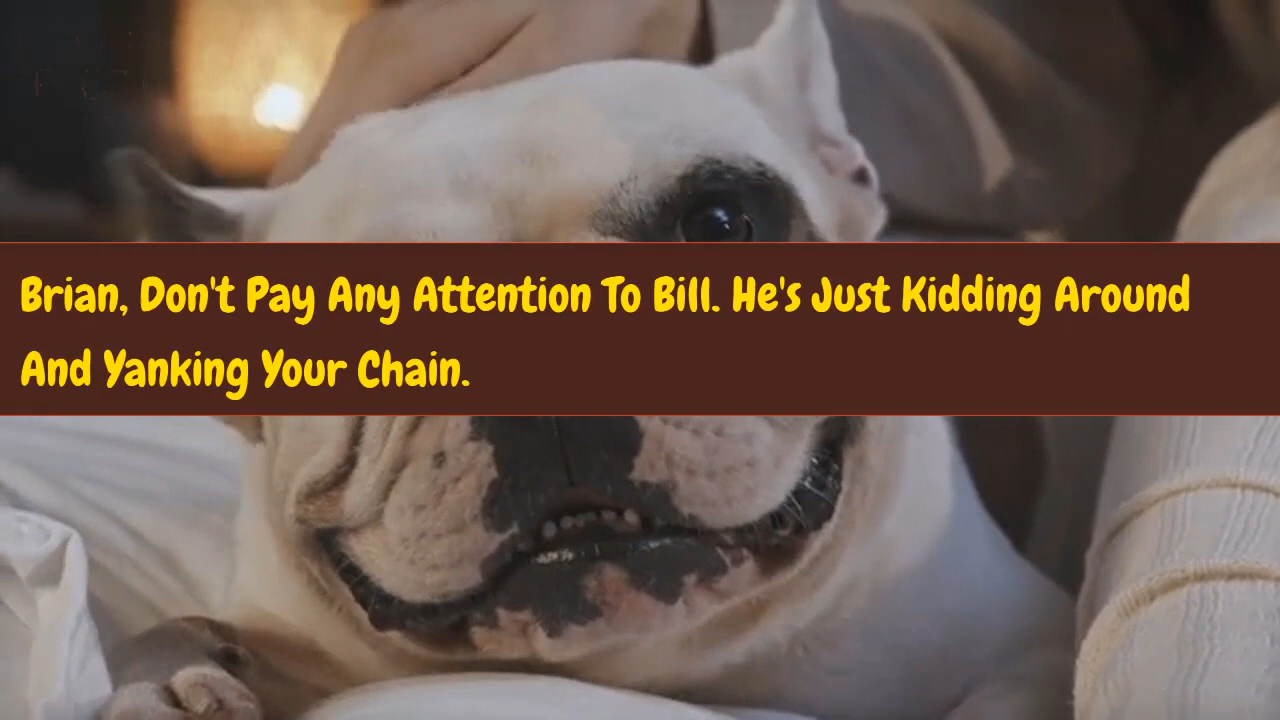 Brian, Don't Pay Any Attention To Bill. He's Just Kidding Around
And Yanking Your Chain.